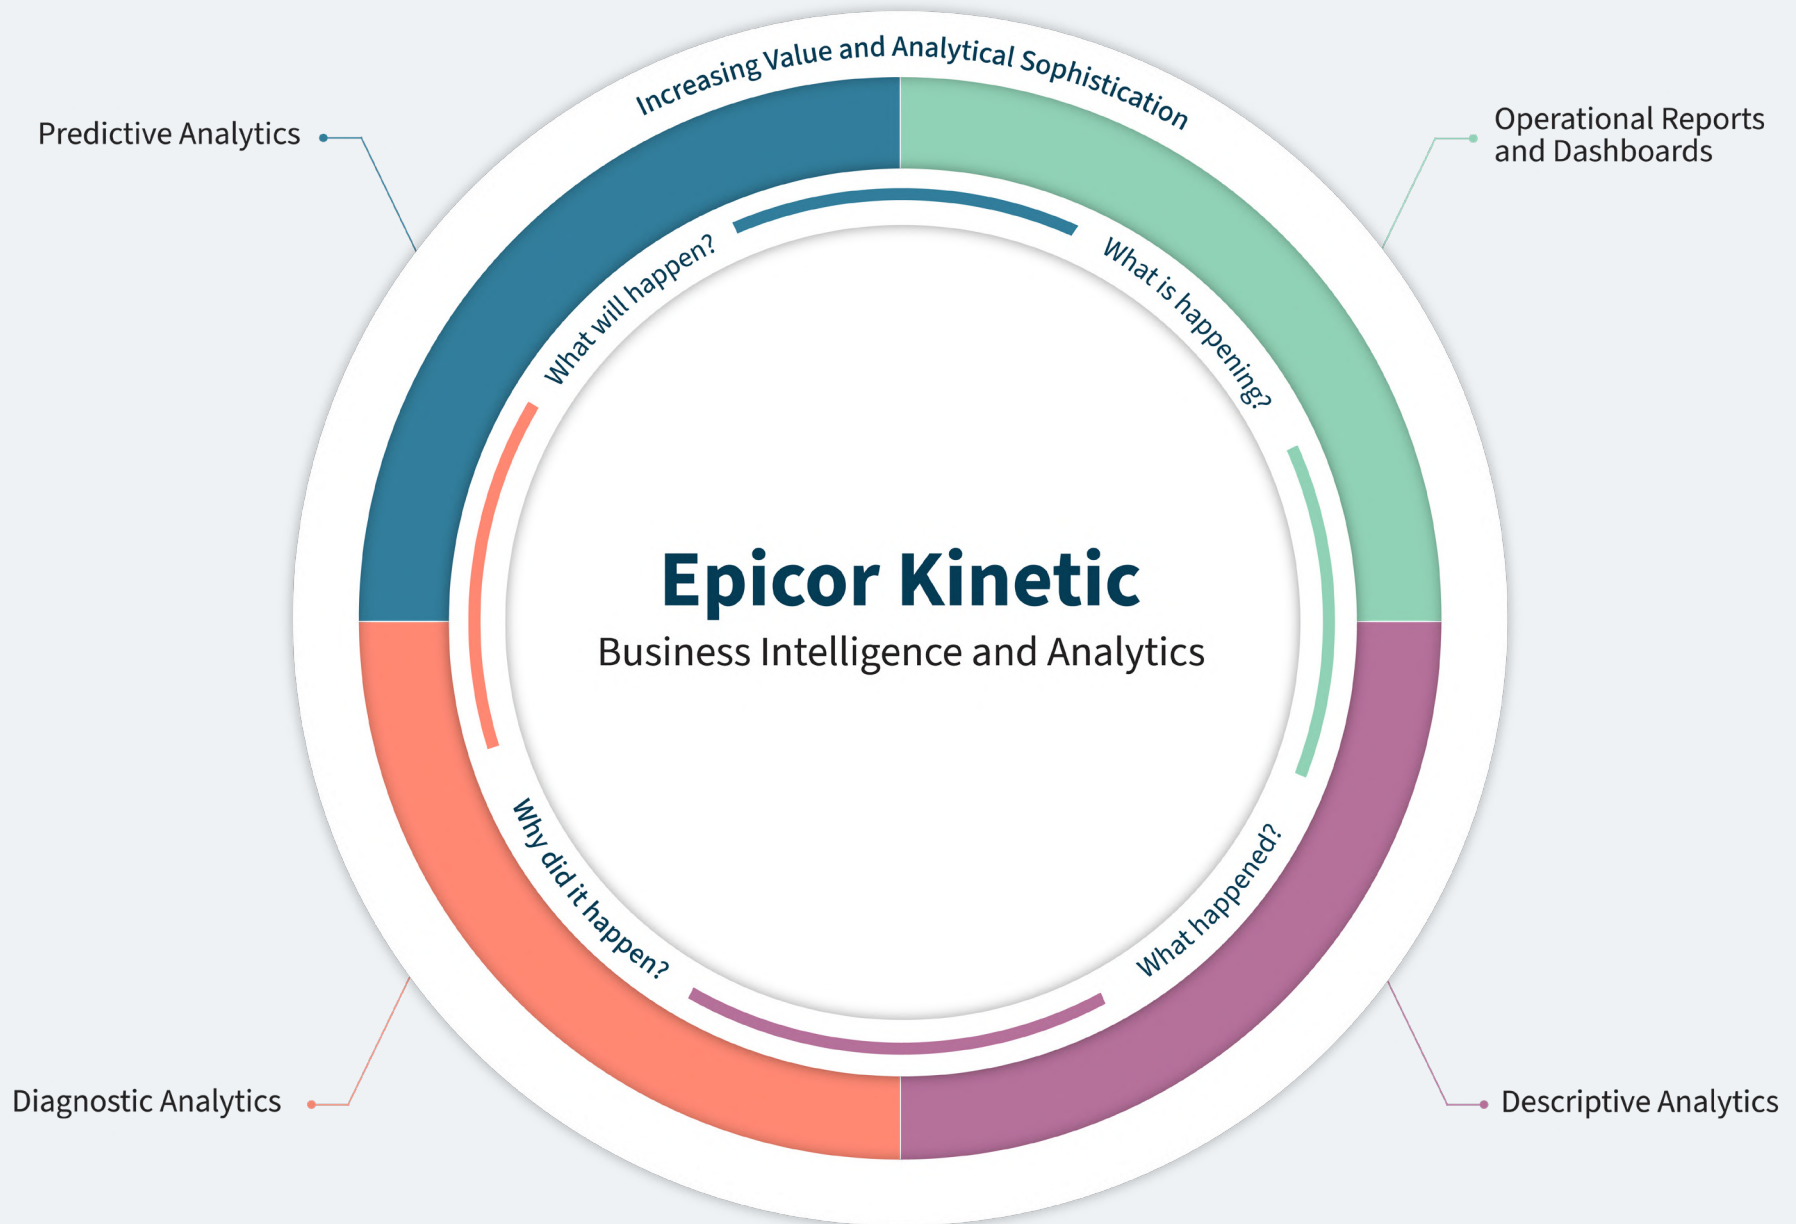 Increasing Value and Analytical Sophistication
Predictive Analytics
Operational Reports
and Dashboards
What will happen?
What is happening?
Epicor Kinetic
Business Intelligence and Analytics
Why did it happen?
What happened?
Diagnostic Analytics
Descriptive Analytics